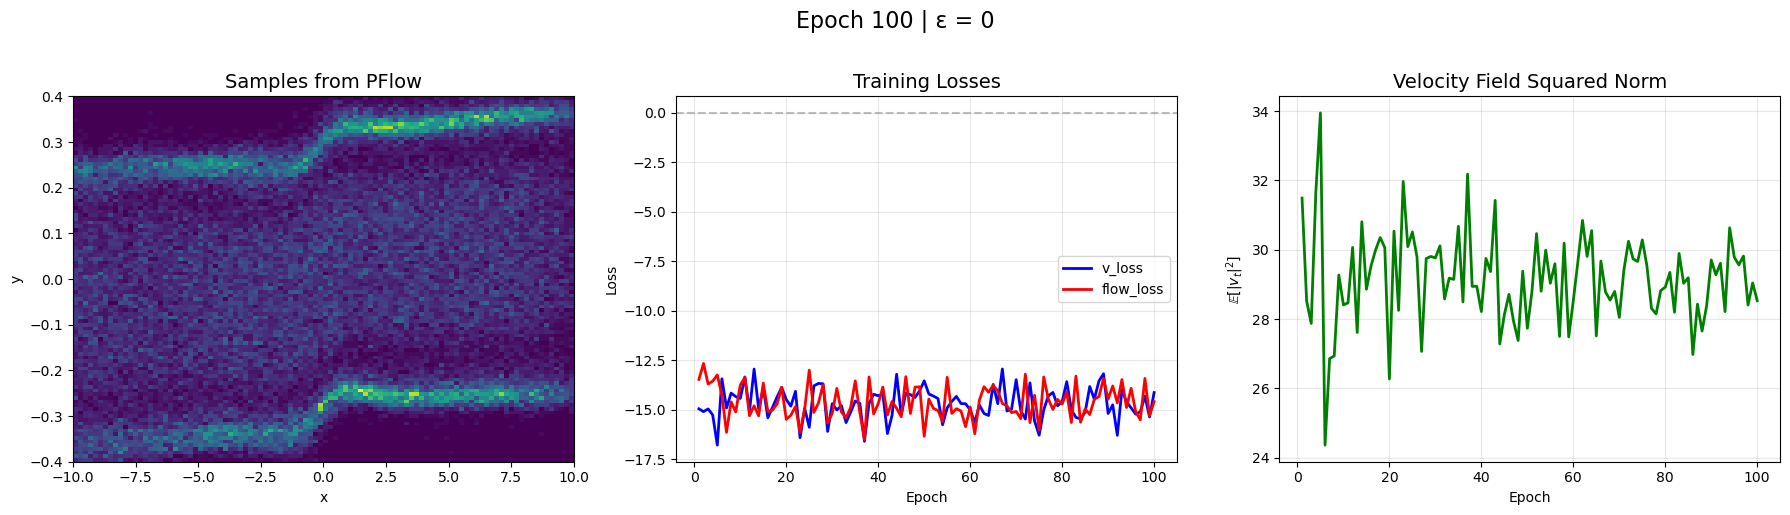 Epoch 100 | ε = 0
Samples from PFlow
y
0.4
0.3
0.2
0.1
0.0
−0.1
−0.2
−0.3
−0.4
−10.0 −7.5 −5.0 −2.5 0.0 2.5 5.0 7.5 10.0
x
Training Losses
Loss
0.0
−2.5
−5.0
−7.5
−10.0
−12.5
−15.0
−17.5
v_loss
flow_loss
0 20 40 60 80 100
Epoch
Velocity Field Squared Norm
𝔼[|v_t|²]
34
32
30
28
26
24
0 20 40 60 80 100
Epoch